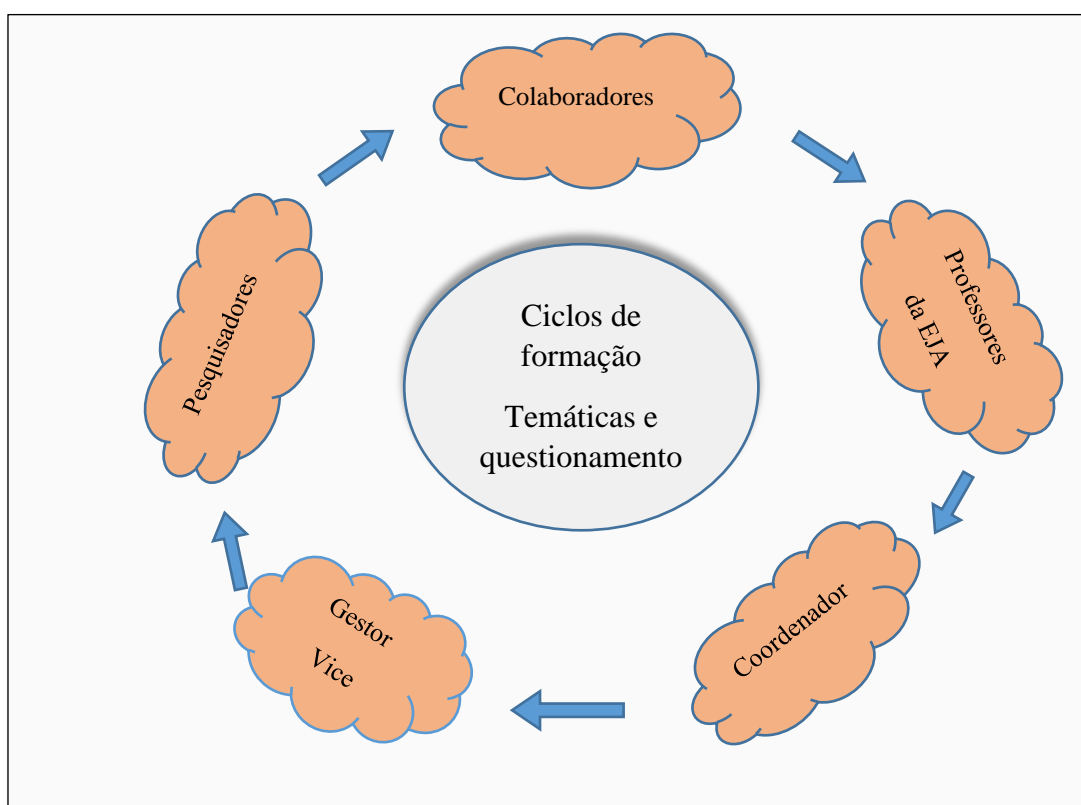 Colaboradores
Professores
da EJA
Coordenador
Gestor
Vice
Pesquisadores
Ciclos de
formação
Temáticas e
questionamento